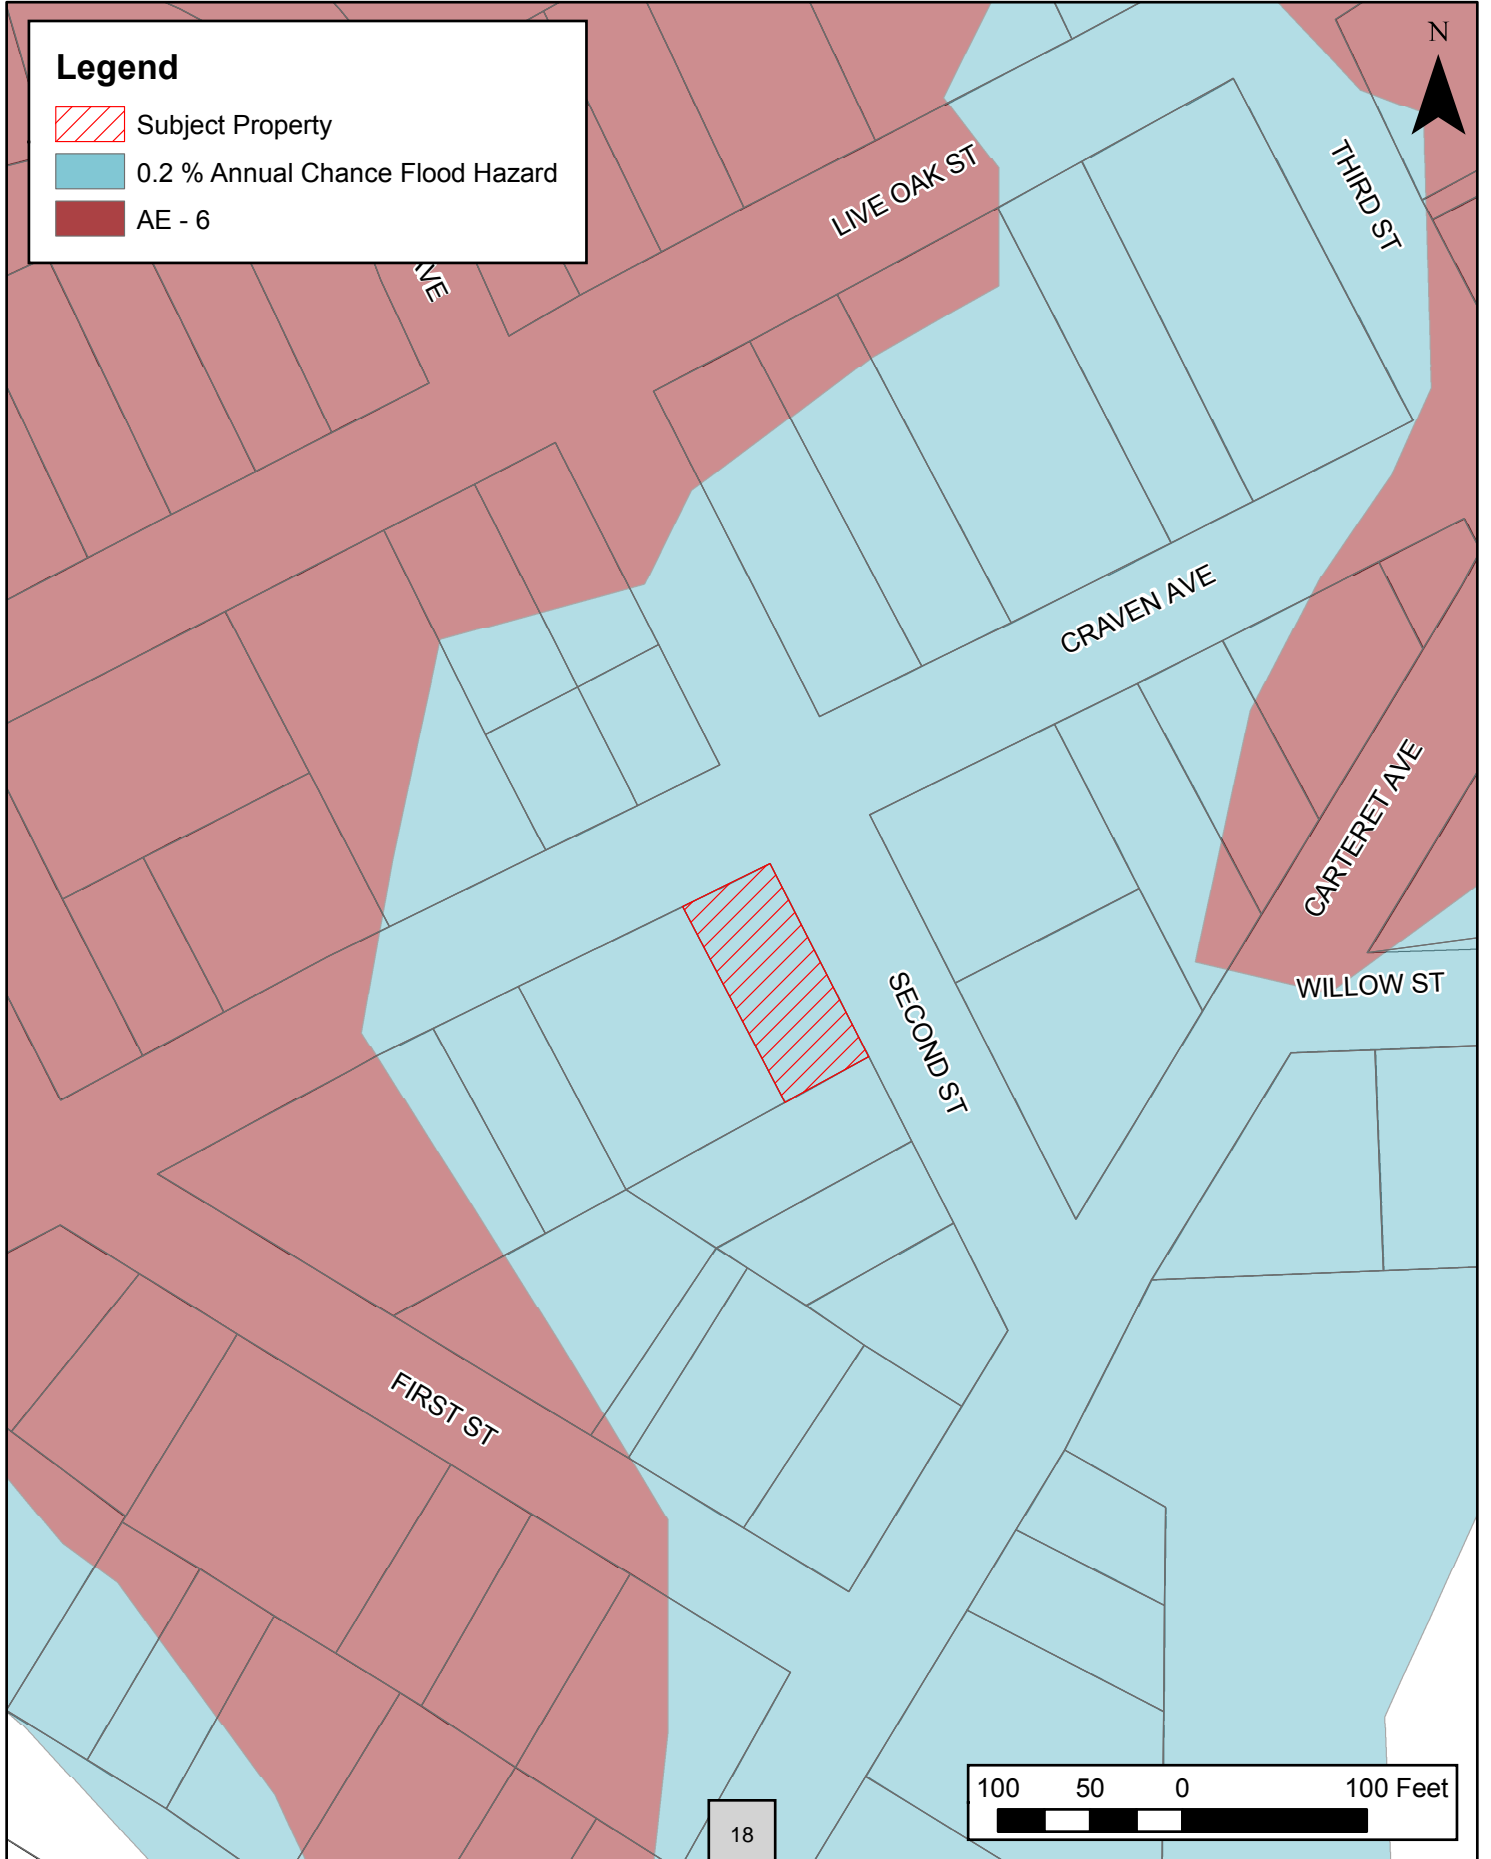 Legend
Subject Property
0.2 % Annual Chance Flood Hazard
AE - 6
N
THIRD ST
LIVE OAK ST
CRAVEN AVE
CARTERET AVE
SECOND ST
WILLOW ST
FIRST ST
100 50 0 100 Feet
18